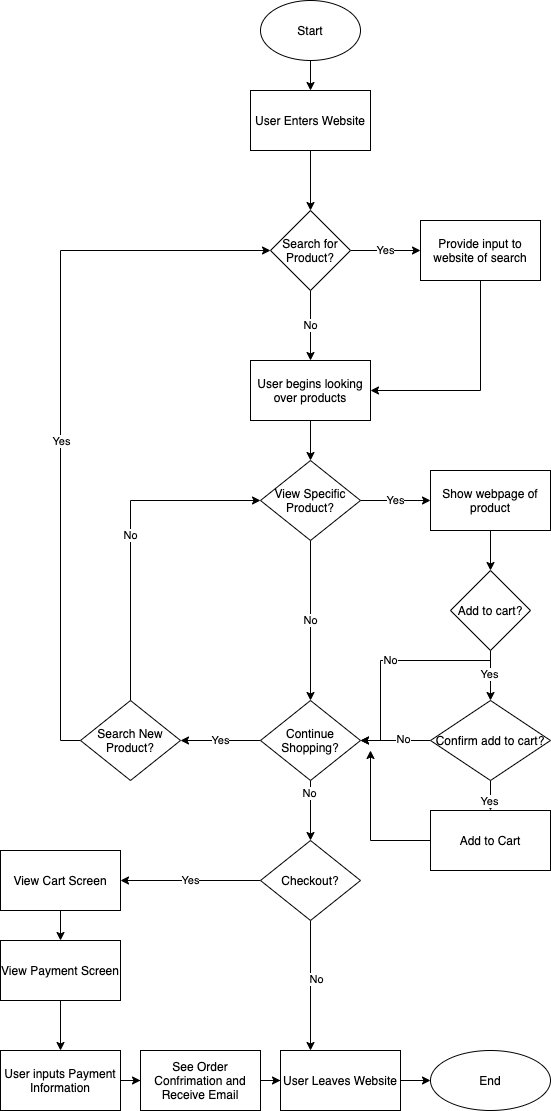 Start
User Enters Website
Search for
Product?
Yes
Provide input to
website of search
No
User begins looking
over products
Yes
View Specific
Product?
Yes
Show webpage of
product
No
No
Add to cart?
No
Yes
Search New
Product?
Yes
Continue
Shopping?
No
Confirm add to cart?
No
Yes
Add to Cart
View Cart Screen
Yes
Checkout?
View Payment Screen
No
User inputs Payment
Information
See Order
Confrimation and
Receive Email
User Leaves Website
End